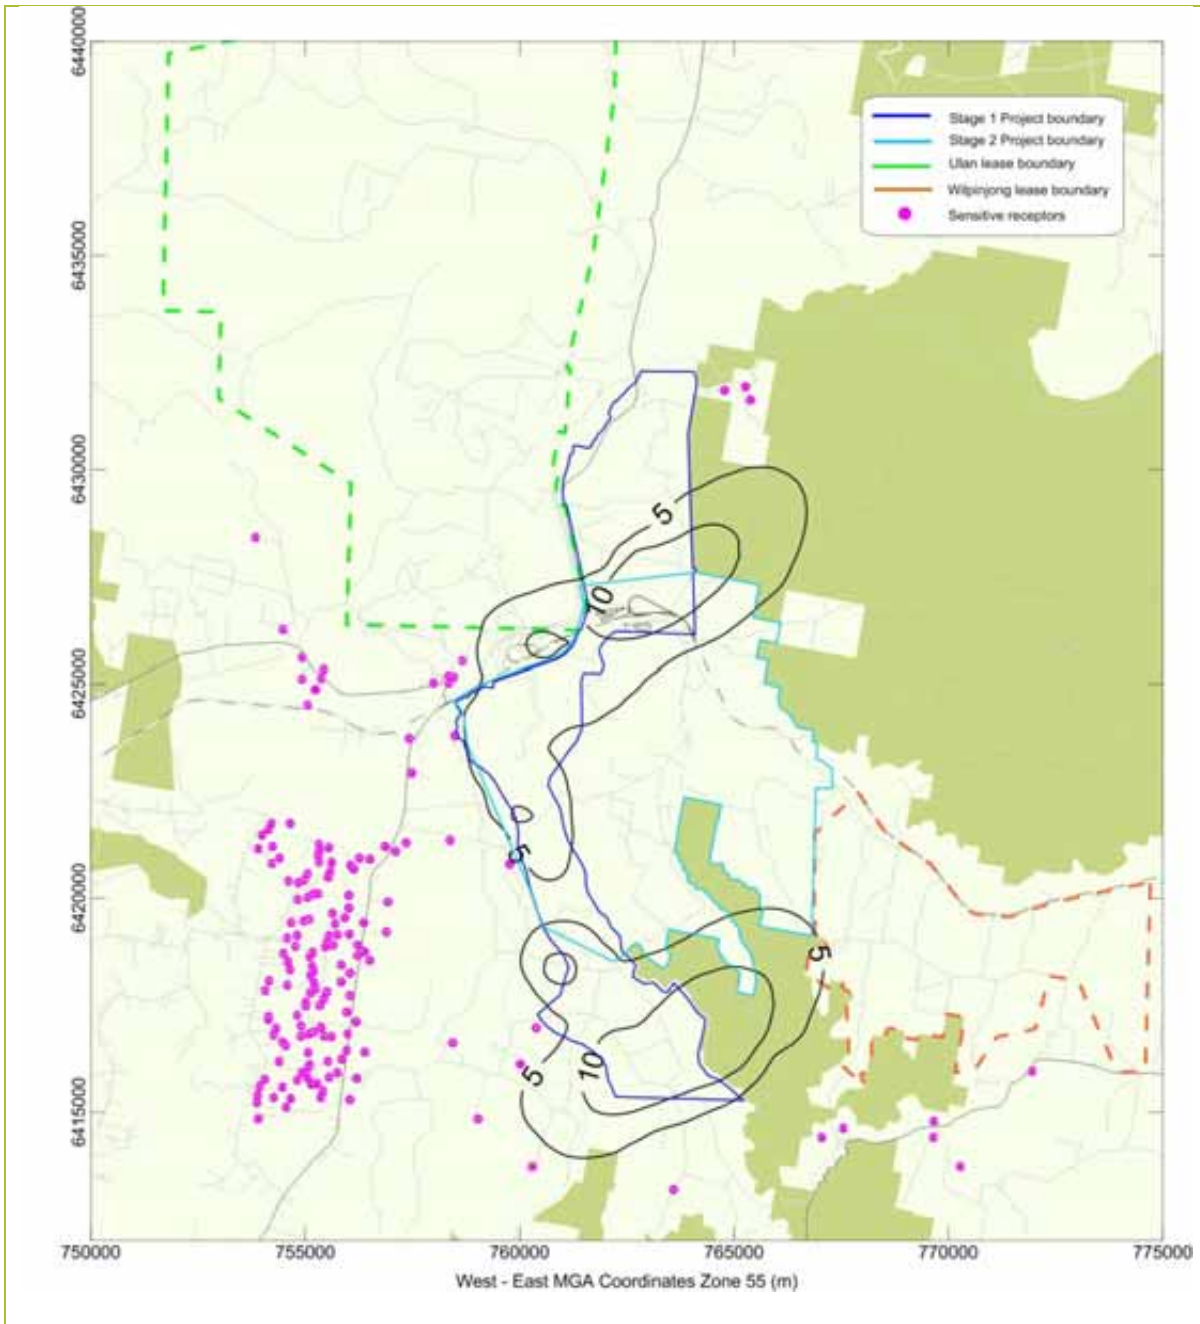 6440000
Stage 1 Project boundary
Stage 2 Project boundary
Ulan lease boundary
Wilpinjong lease boundary
Sensitive receptors
6435000
6430000
5
10
6425000
5
6420000
5
5
10
6415000
750000 755000 760000 765000 770000 775000
West - East MGA Coordinates Zone 55 (m)